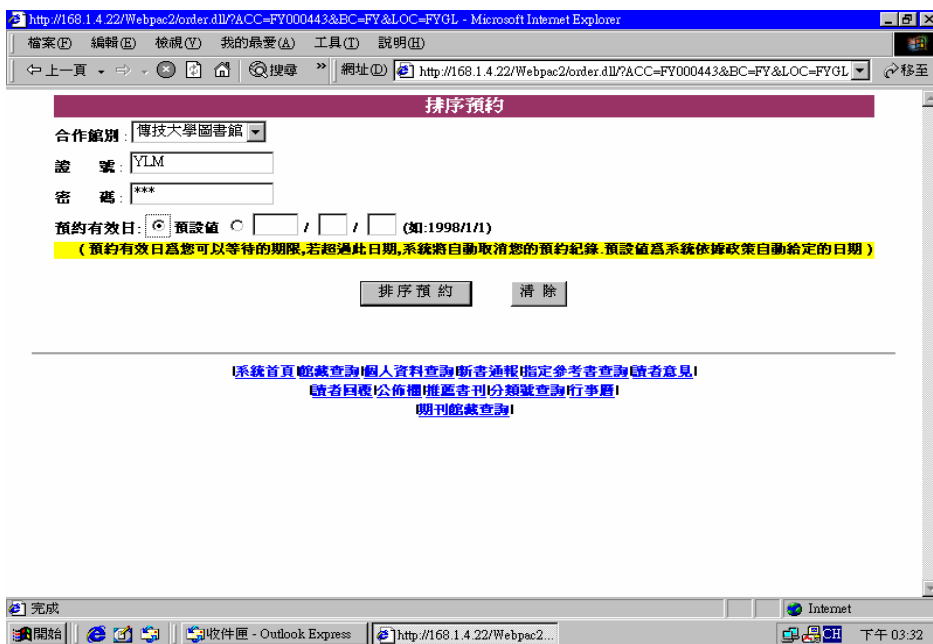 http://168.1.4.22/Webpac2/order.dll/?ACC=FY000443&BC=FY&LOC=FYGL - Microsoft Internet Explorer
檔案(F) 編輯(E) 檢視(V) 我的最愛(A) 工具(T) 說明(H)
上一頁 搜尋 » 網址(D) http://168.1.4.22/Webpac2/order.dll/?ACC=FY000443&BC=FY&LOC=FYGL 移至
排序預約
合作館別 : 傳技大學圖書館
證 號 : YLM
密 碼 : ***
預約有效日: 預設值 / / (如:1998/1/1)
( 預約有效日為您可以等待的期限,若超過此日期,系統將自動取消您的預約紀錄.預設值為系統依據政策自動給定的日期 )
排 序 預 約 清 除
|系統首頁|館藏查詢|個人資料查詢|新書通報|指定參考書查詢|讀者意見|
|讀者回覆|公佈欄|推薦書刊|分類號查詢|行事曆|
|期刊館藏查詢|
完成 Internet
開始 收件匣 - Outlook Express http://168.1.4.22/Webpac2... CH 下午 03:32